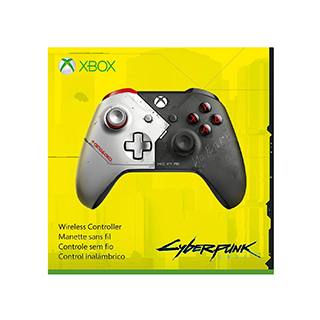 XBOX
Wireless Controller
Manette sans fil
Controle sem fio
Control inalámbrico
Cyberpunk